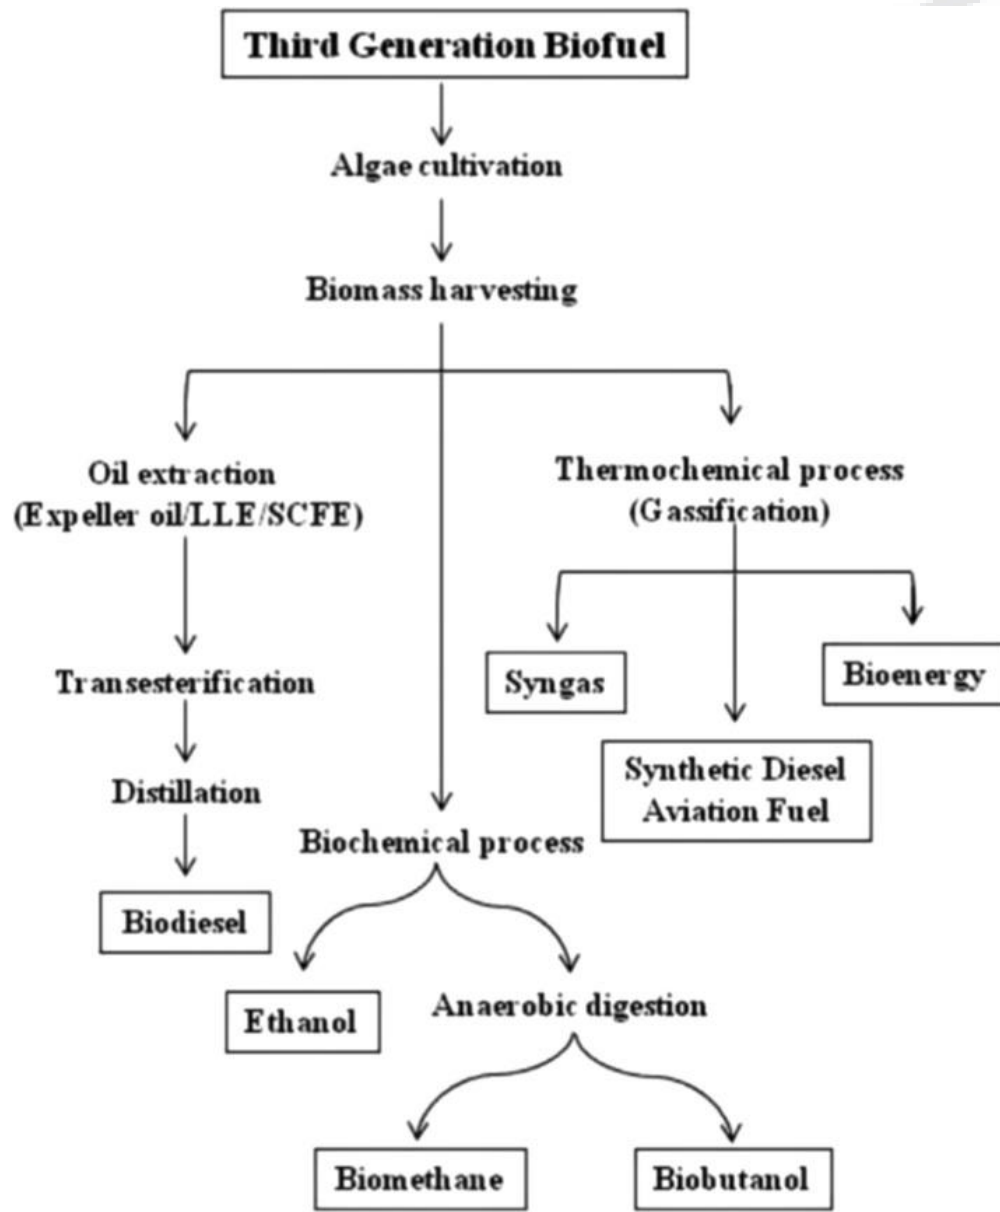 Third Generation Biofuel
Algae cultivation
Biomass harvesting
Oil extraction
(Expeller oil/LLE/SCFE)
Thermochemical process
(Gassification)
Transesterification
Syngas
Bioenergy
Distillation
Synthetic Diesel
Aviation Fuel
Biochemical process
Biodiesel
Ethanol
Anaerobic digestion
Biomethane
Biobutanol